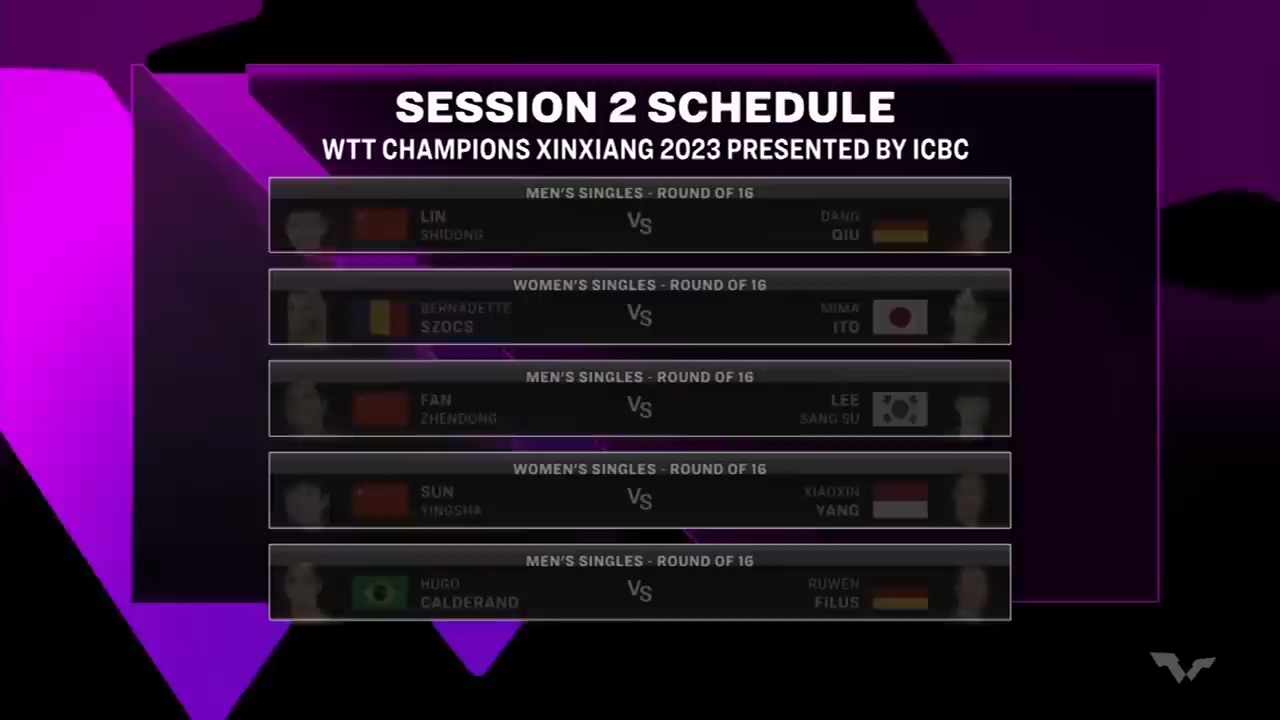 SESSION 2 SCHEDULE
WTT CHAMPIONS XINXIANG 2023 PRESENTED BY ICBC
MEN'S SINGLES - ROUND OF 16
LIN
SHIDONG
VS
DANG
QIU
WOMEN'S SINGLES - ROUND OF 16
BERNADETTE
SZOCS
VS
MIMA
ITO
MEN'S SINGLES - ROUND OF 16
FAN
ZHENDONG
VS
LEE
SANG SU
WOMEN'S SINGLES - ROUND OF 16
SUN
YINGSHA
VS
XIAOXIN
YANG
MEN'S SINGLES - ROUND OF 16
HUGO
CALDERANO
VS
RUWEN
FILUS